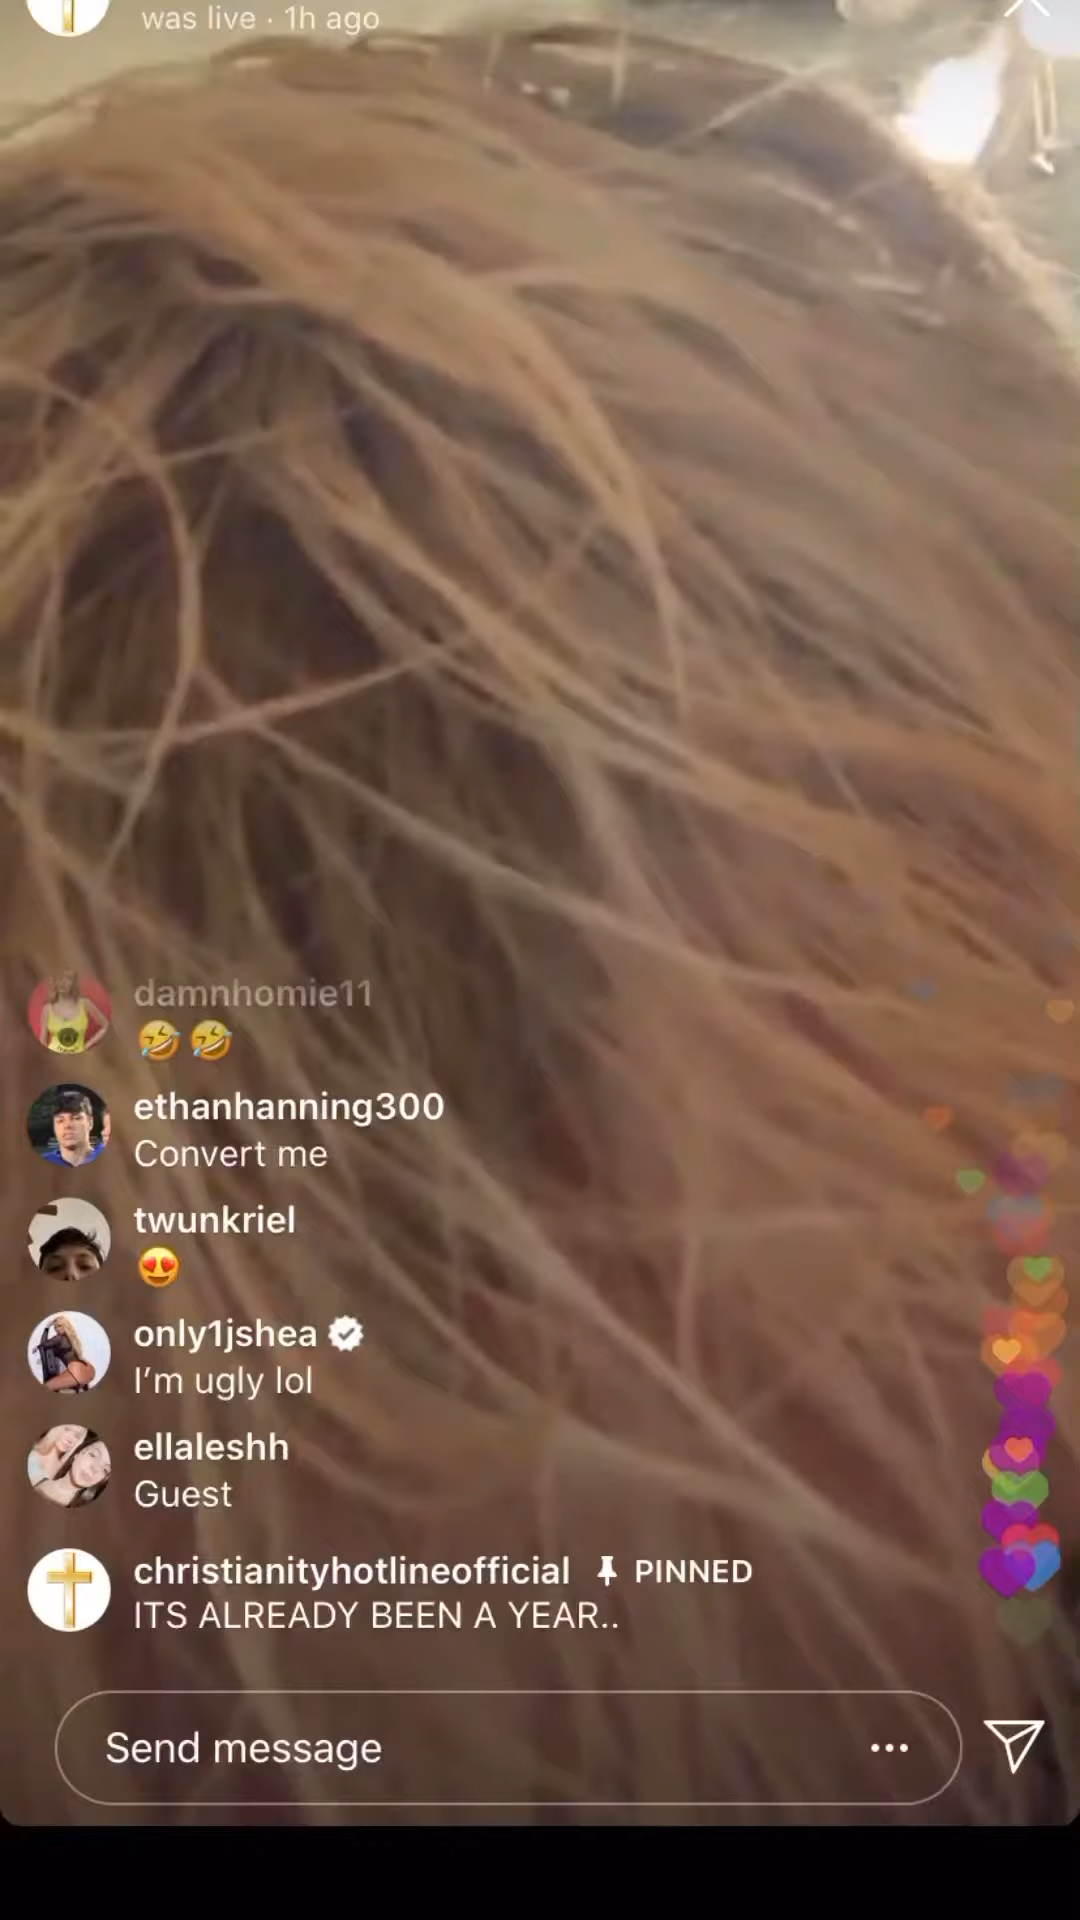 was live · 1h ago
damnhomie11
🤣🤣
ethanhanning300
Convert me
twunkriel
😍
only1jshea
I'm ugly lol
ellaleshh
Guest
christianityhotlineofficial PINNED
ITS ALREADY BEEN A YEAR..
Send message